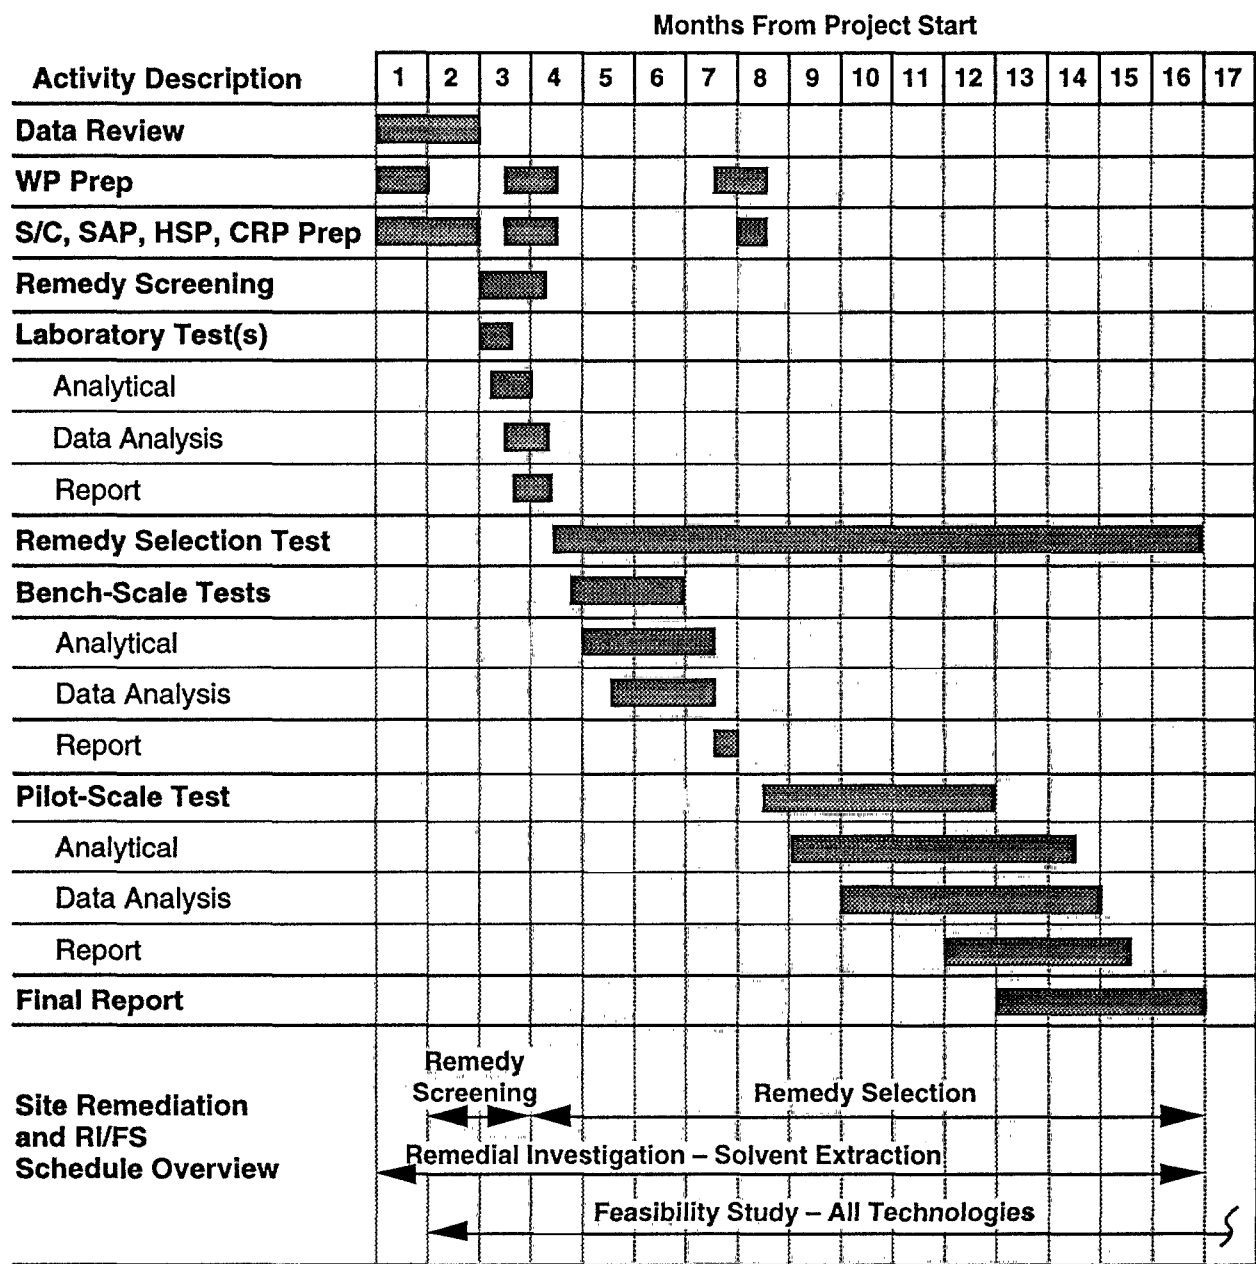 Months From Project Start
Activity Description 1 2 3 4 5 6 7 8 9 10 11 12 13 14 15 16 17
Data Review
WP Prep
S/C, SAP, HSP, CRP Prep
Remedy Screening
Laboratory Test(s)
Analytical
Data Analysis
Report
Remedy Selection Test
Bench-Scale Tests
Analytical
Data Analysis
Report
Pilot-Scale Test
Analytical
Data Analysis
Report
Final Report
Site Remediation
and RI/FS
Schedule Overview
Remedy
Screening
Remedy Selection
Remedial Investigation – Solvent Extraction
Feasibility Study – All Technologies